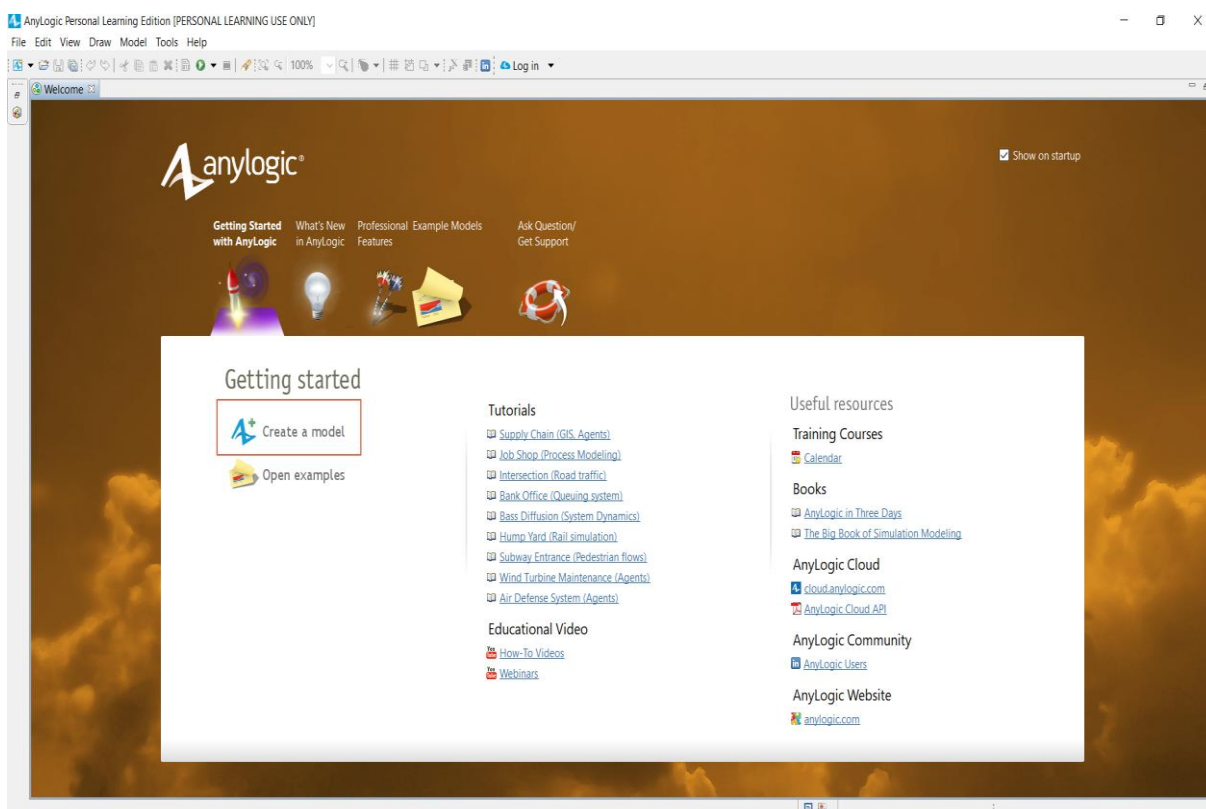 AnyLogic Personal Learning Edition [PERSONAL LEARNING USE ONLY]
File Edit View Draw Model Tools Help
100% Log in
Welcome
anylogic®
Show on startup
Getting Started with AnyLogic
What's New in AnyLogic
Professional Features
Example Models
Ask Question/ Get Support
Getting started
Create a model
Open examples
Tutorials
Supply Chain (GIS, Agents)
Job Shop (Process Modeling)
Intersection (Road traffic)
Bank Office (Queuing system)
Bass Diffusion (System Dynamics)
Hump Yard (Rail simulation)
Subway Entrance (Pedestrian flows)
Wind Turbine Maintenance (Agents)
Air Defense System (Agents)
Educational Video
How-To Videos
Webinars
Useful resources
Training Courses
Calendar
Books
AnyLogic in Three Days
The Big Book of Simulation Modeling
AnyLogic Cloud
cloud.anylogic.com
AnyLogic Cloud API
AnyLogic Community
AnyLogic Users
AnyLogic Website
anylogic.com